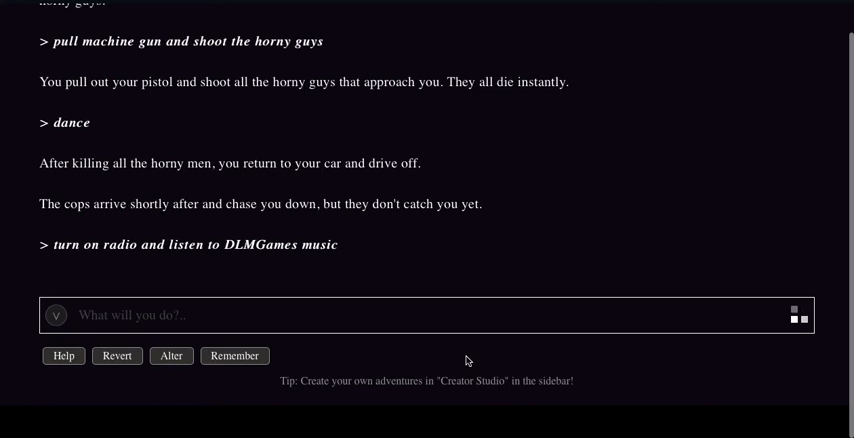 horny guys.
> pull machine gun and shoot the horny guys
You pull out your pistol and shoot all the horny guys that approach you. They all die instantly.
> dance
After killing all the horny men, you return to your car and drive off.
The cops arrive shortly after and chase you down, but they don't catch you yet.
> turn on radio and listen to DLMGames music
V What will you do?..
Help Revert Alter Remember
Tip: Create your own adventures in "Creator Studio" in the sidebar!